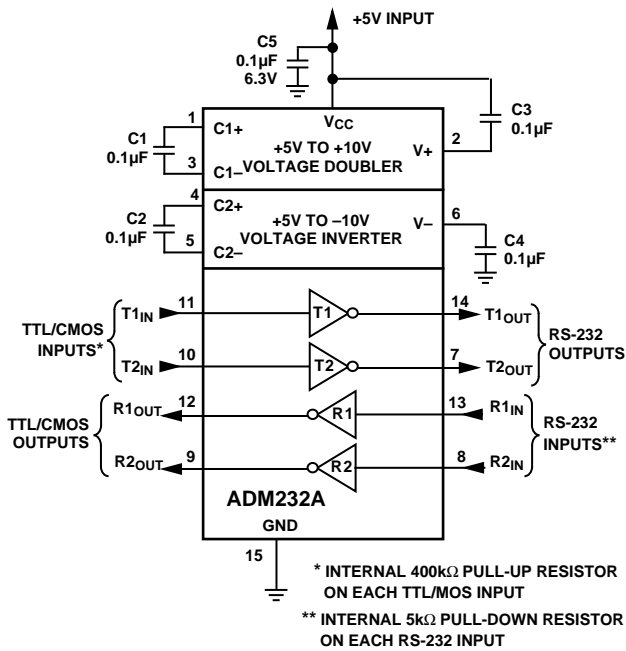 +5V INPUT
C5
0.1µF
6.3V
VCC
C3
0.1µF
1
C1+
C1
0.1µF
+5V TO +10V
VOLTAGE DOUBLER
V+
2
3
C1–
4
C2+
C2
0.1µF
+5V TO –10V
VOLTAGE INVERTER
V–
6
5
C2–
C4
0.1µF
TTL/CMOS
INPUTS*
T1IN
11
T1
14
T1OUT
T2IN
10
T2
7
T2OUT
RS-232
OUTPUTS
TTL/CMOS
OUTPUTS
R1OUT
12
R1
13
R1IN
R2OUT
9
R2
8
R2IN
RS-232
INPUTS**
ADM232A
GND
15
* INTERNAL 400kΩ PULL-UP RESISTOR
ON EACH TTL/MOS INPUT
** INTERNAL 5kΩ PULL-DOWN RESISTOR
ON EACH RS-232 INPUT